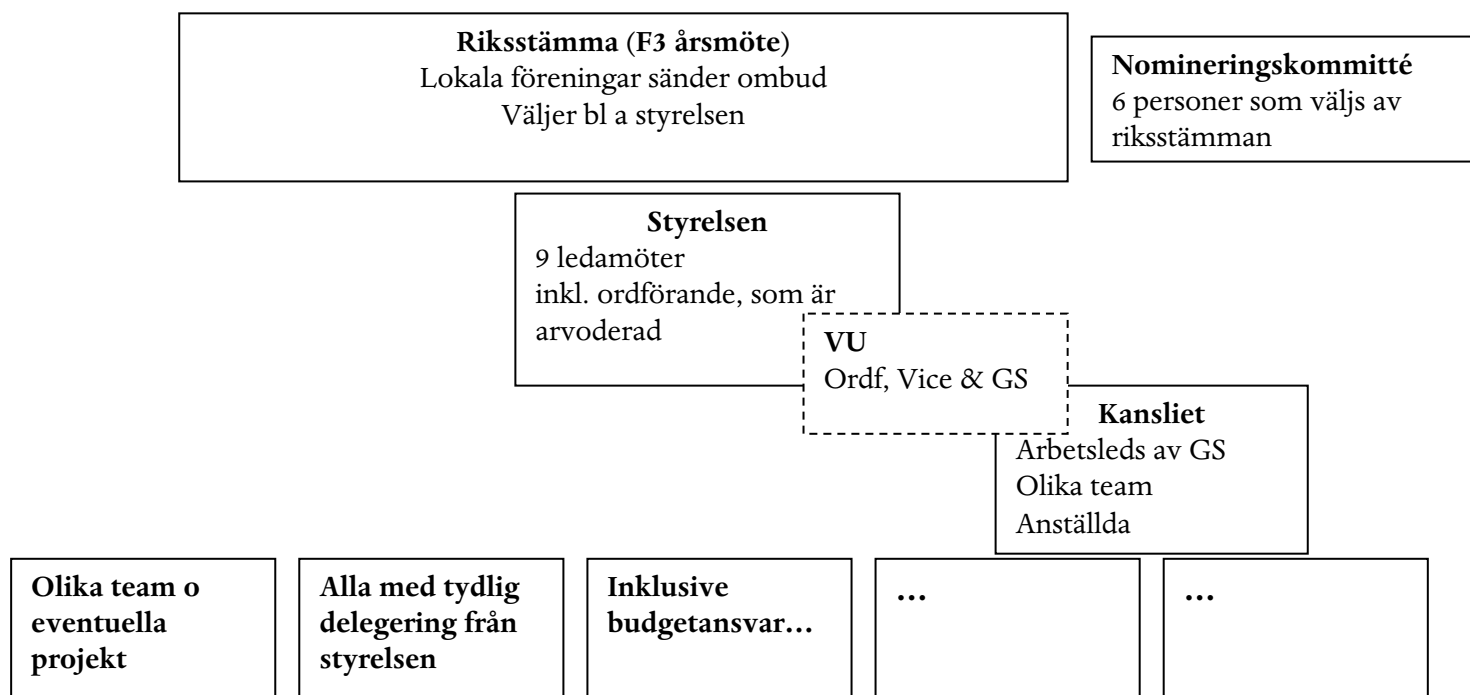 Riksstämma (F3 årsmöte)
Lokala föreningar sänder ombud
Väljer bl a styrelsen
Nomineringskommitté
6 personer som väljs av
riksstämman
Styrelsen
9 ledamöter
inkl. ordförande, som är
arvoderad
VU
Ordf, Vice & GS
Kansliet
Arbetsleds av GS
Olika team
Anställda
Olika team o
eventuella
projekt
Alla med tydlig
delegering från
styrelsen
Inklusive
budgetansvar…
…
…